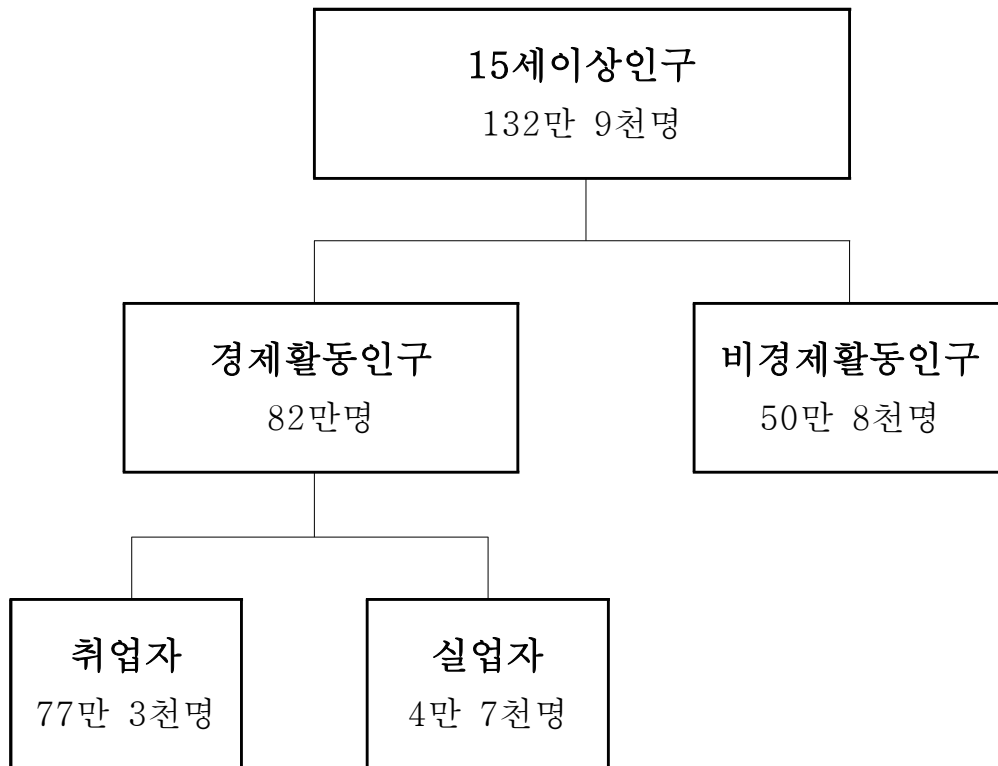 15세이상인구
132만 9천명
경제활동인구
82만명
비경제활동인구
50만 8천명
취업자
77만 3천명
실업자
4만 7천명